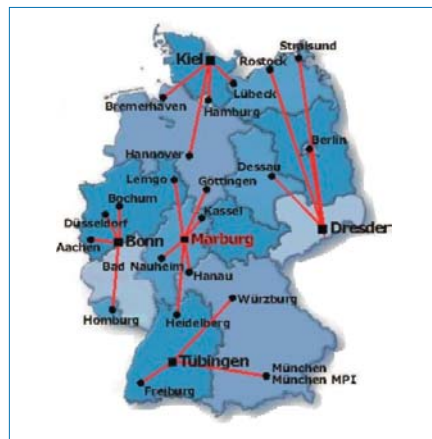 Stralsund
Kiel
Rostock
Lübeck
Bremerhaven
Hamburg
Berlin
Hannover
Dessau
Lemgo
Göttingen
Bochum
Kassel
Düsseldorf
Dresden
Marburg
Aachen
Bonn
Bad Nauheim
Hanau
Würzburg
Homburg
Heidelberg
Tübingen
München
München MPI
Freiburg